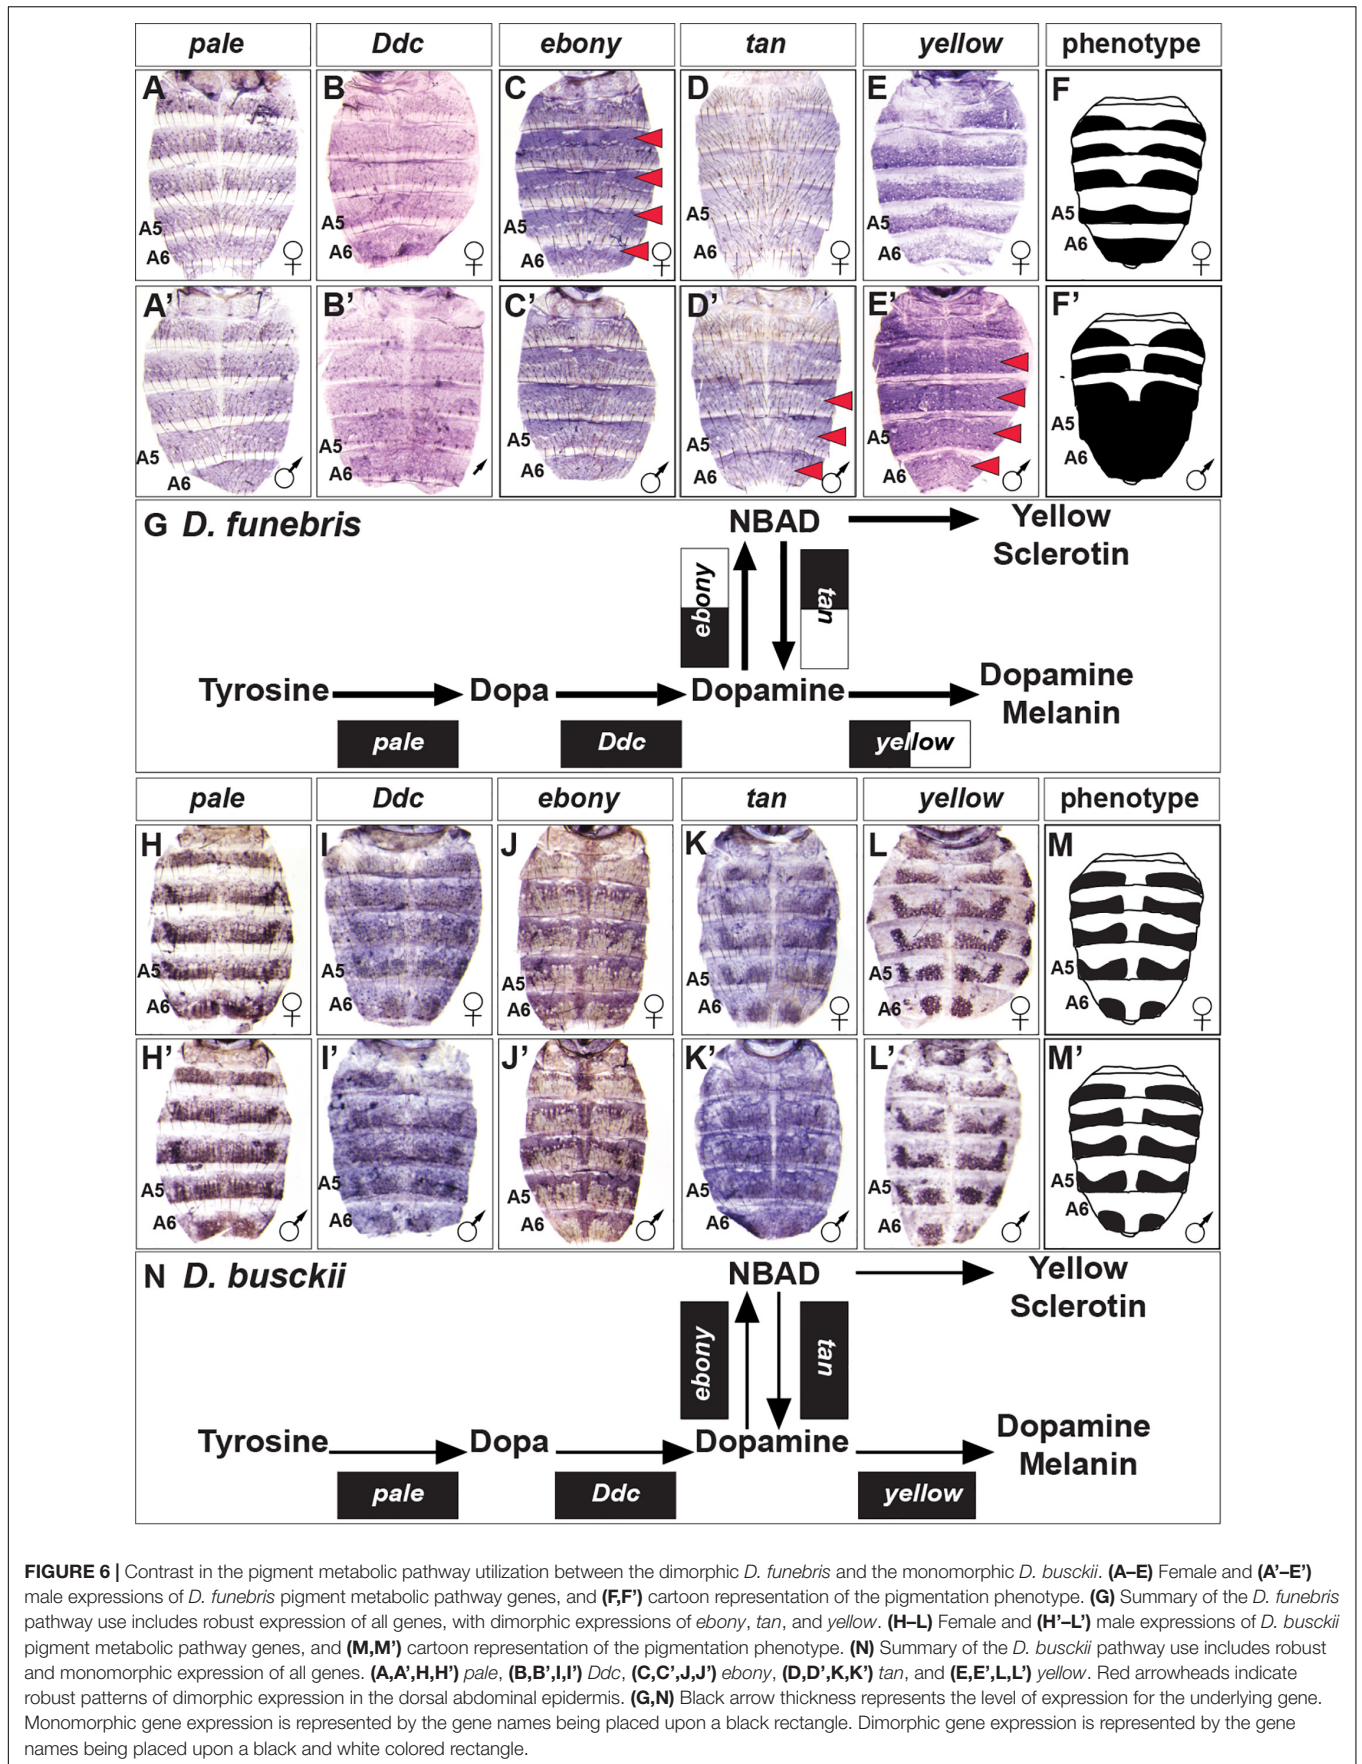 pale Ddc ebony tan yellow phenotype
A B C D E F
A5 A5 A5 A5 A5 A5
A6 ♀ A6 ♀ A6 ♀ A6 ♀ A6 ♀ A6 ♀
A’ B’ C’ D’ E’ F’
A5 A5 A5 A5 A5 A5
A6 ♂ A6 A6 ♂ A6 ♂ A6 ♂ A6 ♂
G D. funebris
NBAD Yellow
Sclerotin
ebony tan
Tyrosine Dopa Dopamine Dopamine
Melanin
pale Ddc yellow
pale Ddc ebony tan yellow phenotype
H I J K L M
A5 A5 A5 A5 A5 A5
A6 ♀ A6 ♀ A6 ♀ A6 ♀ A6 ♀ A6 ♀
H’ I’ J’ K’ L’ M’
A5 A5 A5 A5 A5 A5
A6 ♂ A6 ♂ A6 ♂ A6 ♂ A6 ♂ A6 ♂
N D. busckii
NBAD Yellow
Sclerotin
ebony tan
Tyrosine Dopa Dopamine Dopamine
Melanin
pale Ddc yellow
FIGURE 6 | Contrast in the pigment metabolic pathway utilization between the dimorphic D. funebris and the monomorphic D. busckii. (A–E) Female and (A’–E’)
male expressions of D. funebris pigment metabolic pathway genes, and (F,F’) cartoon representation of the pigmentation phenotype. (G) Summary of the D. funebris
pathway use includes robust expression of all genes, with dimorphic expressions of ebony, tan, and yellow. (H–L) Female and (H’–L’) male expressions of D. busckii
pigment metabolic pathway genes, and (M,M’) cartoon representation of the pigmentation phenotype. (N) Summary of the D. busckii pathway use includes robust
and monomorphic expression of all genes. (A,A’,H,H’) pale, (B,B’,I,I’) Ddc, (C,C’,J,J’) ebony, (D,D’,K,K’) tan, and (E,E’,L,L’) yellow. Red arrowheads indicate
robust patterns of dimorphic expression in the dorsal abdominal epidermis. (G,N) Black arrow thickness represents the level of expression for the underlying gene.
Monomorphic gene expression is represented by the gene names being placed upon a black rectangle. Dimorphic gene expression is represented by the gene
names being placed upon a black and white colored rectangle.